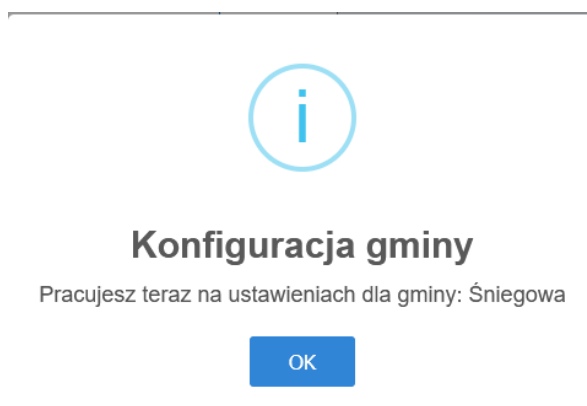 i
Konfiguracja gminy
Pracujesz teraz na ustawieniach dla gminy: Śniegowa
OK